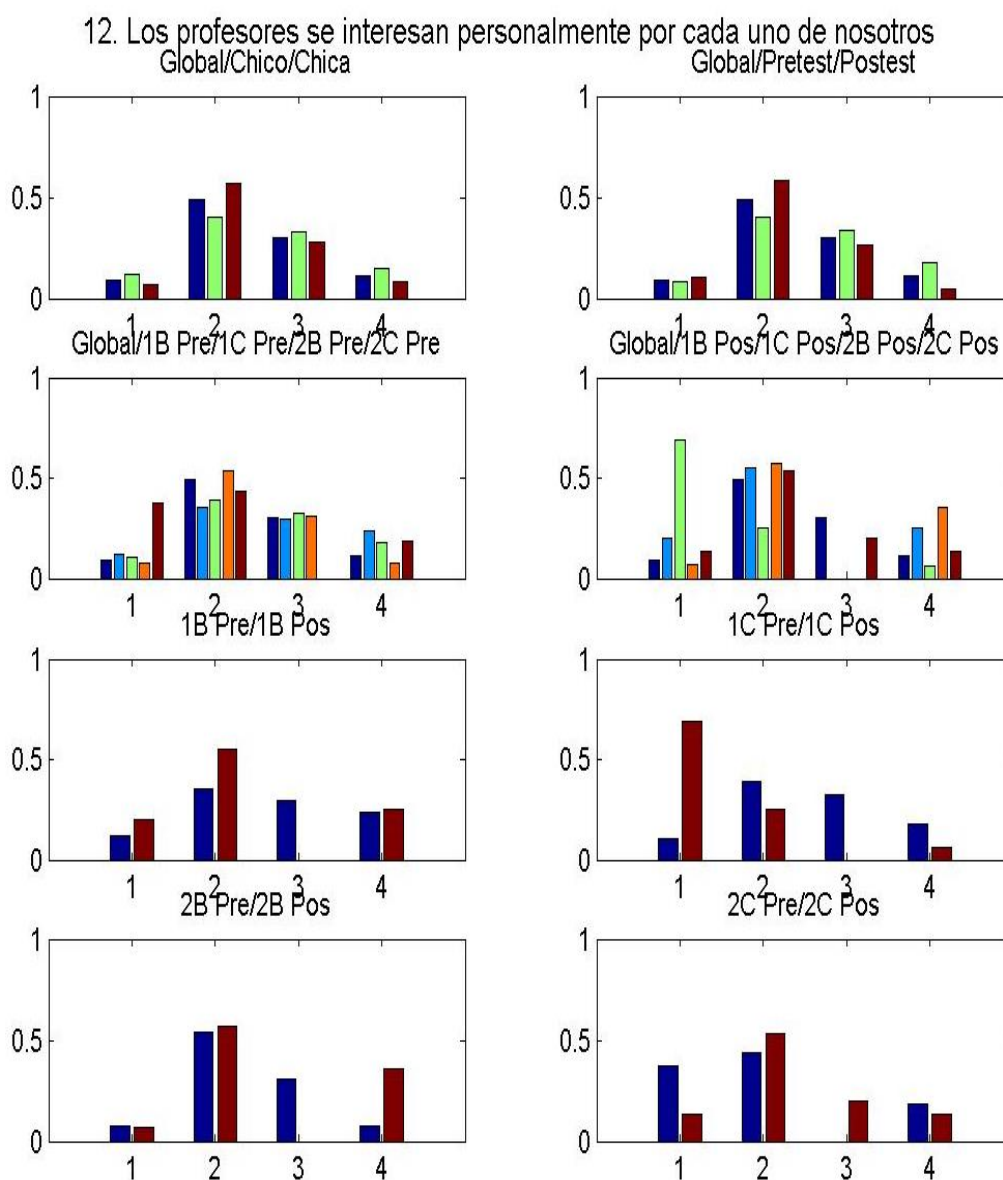 12. Los profesores se interesan personalmente por cada uno de nosotros
Global/Chico/Chica
1
0.5
0
1 2 3 4
Global/Pretest/Postest
1
0.5
0
1 2 3 4
Global/1B Pre/1C Pre/2B Pre/2C Pre
1
0.5
0
1 2 3 4
Global/1B Pos/1C Pos/2B Pos/2C Pos
1
0.5
0
1 2 3 4
1B Pre/1B Pos
1
0.5
0
1 2 3 4
1C Pre/1C Pos
1
0.5
0
1 2 3 4
2B Pre/2B Pos
1
0.5
0
1 2 3 4
2C Pre/2C Pos
1
0.5
0
1 2 3 4